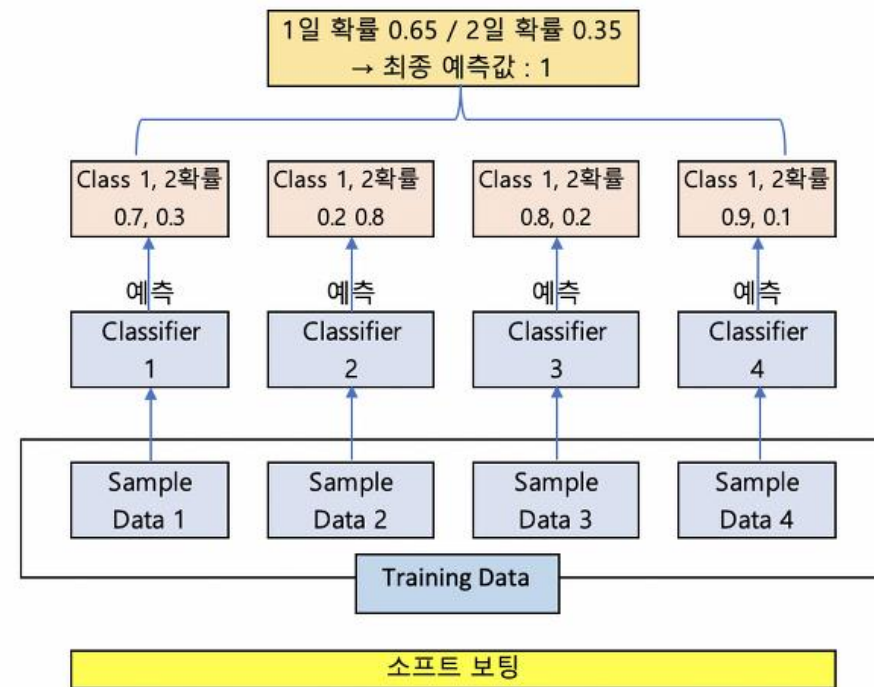 1일 확률 0.65 / 2일 확률 0.35
→ 최종 예측값 : 1
Class 1, 2확률
0.7, 0.3
Class 1, 2확률
0.2 0.8
Class 1, 2확률
0.8, 0.2
Class 1, 2확률
0.9, 0.1
예측
예측
예측
예측
Classifier
1
Classifier
2
Classifier
3
Classifier
4
Sample
Data 1
Sample
Data 2
Sample
Data 3
Sample
Data 4
Training Data
소프트 보팅